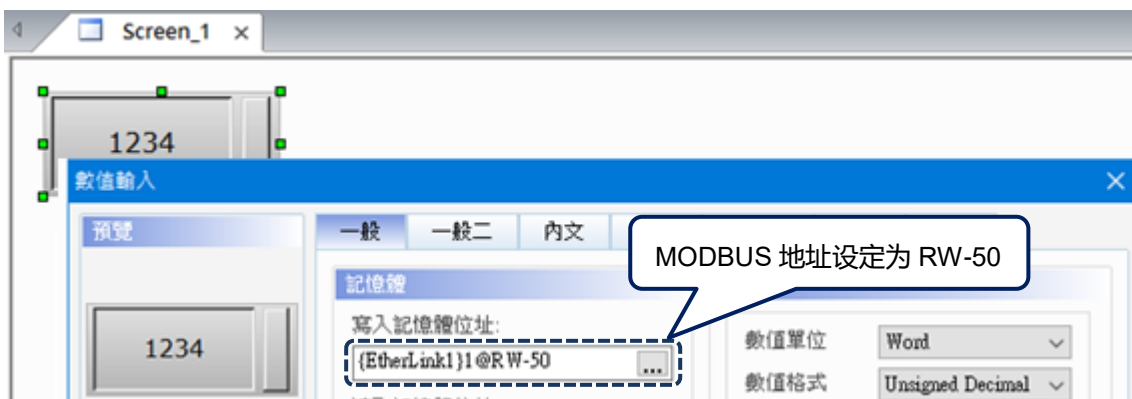 Screen_1
1234
數值輸入
預覽
一般 一般二 內文
MODBUS 地址设定为 RW-50
記憶體
寫入記憶體位址:
{EtherLink1}1@RW-50 ...
1234
數值單位 Word
數值格式 Unsigned Decimal